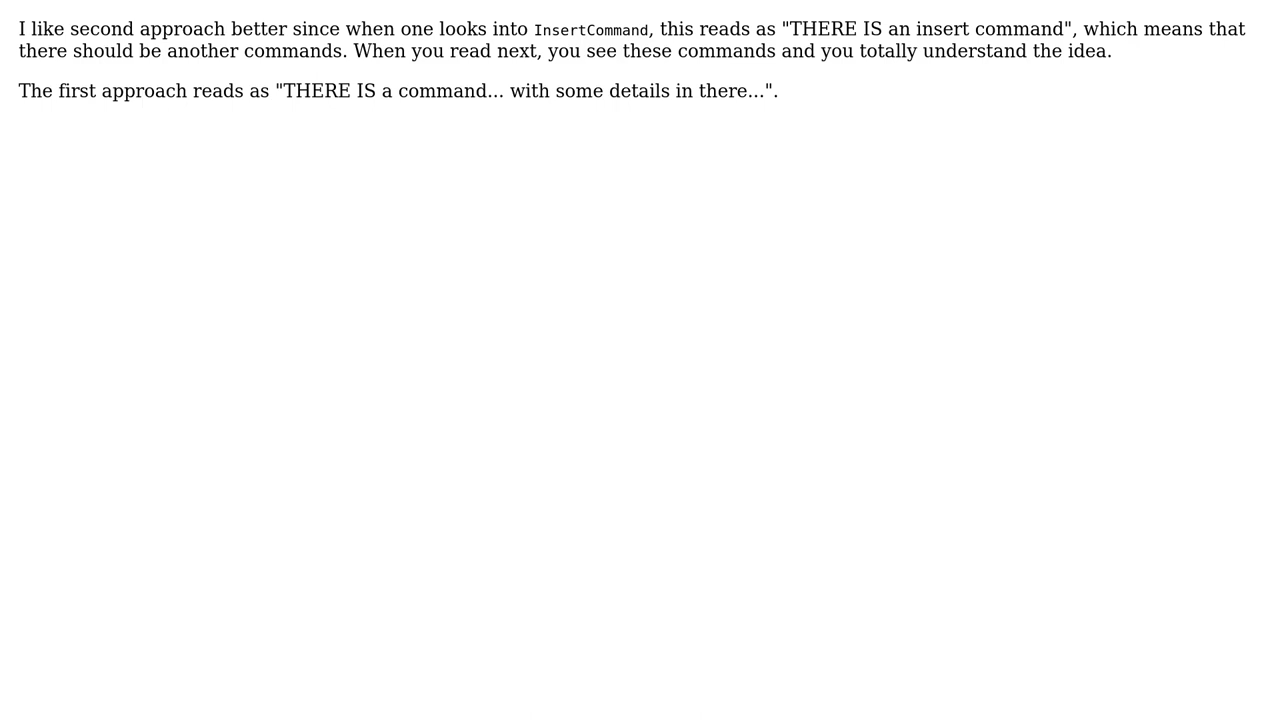 I like second approach better since when one looks into InsertCommand, this reads as "THERE IS an insert command", which means that
there should be another commands. When you read next, you see these commands and you totally understand the idea.
The first approach reads as "THERE IS a command... with some details in there...".